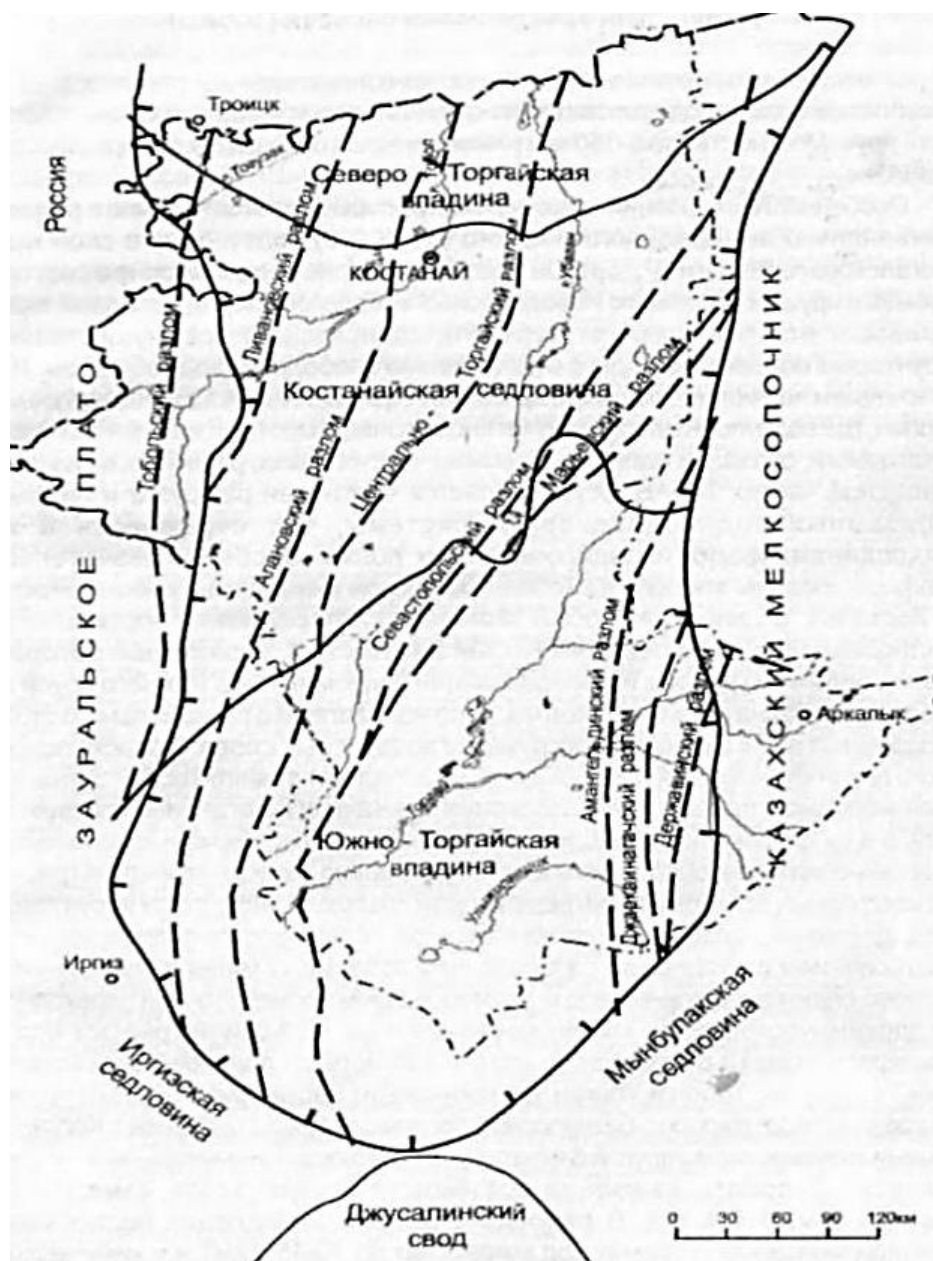 Троицк
Россия
Северо - Торгайская
впадина
Ливановский разлом
КОСТАНАЙ
р. Убаган
Тобольский разлом
Костанайская седловина
Центрально - Торгайский разлом
Апановский разлом
Марьевский разлом
Севастопольский разлом
ЗАУРАЛЬСКОЕ ПЛАТО
КАЗАХСКИЙ МЕЛКОСОПОЧНИК
Аркалык
Амангельдинский разлом
разлом
Державинский разлом
Южно - Торгайская
впадина
Иргиз
Иргизская
седловина
Мынбулакская
седловина
Джусалинский
свод
0 30 60 90 120км